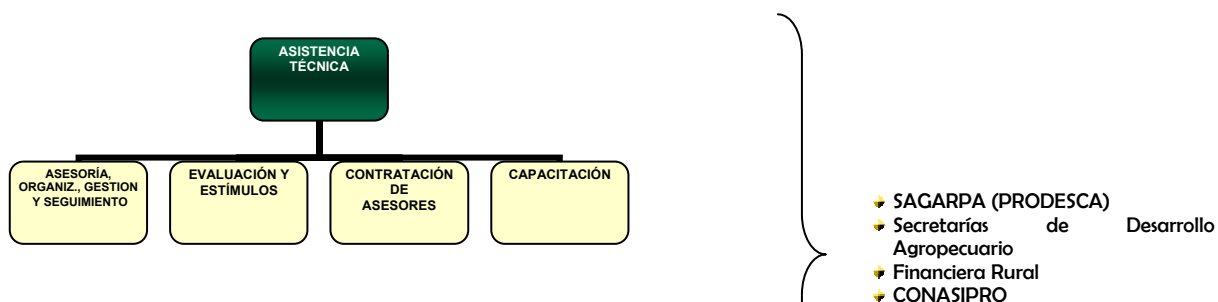 ASISTENCIA
TÉCNICA
ASESORÍA,
ORGANIZ., GESTION
Y SEGUIMIENTO
EVALUACIÓN Y
ESTÍMULOS
CONTRATACIÓN
DE
ASESORES
CAPACITACIÓN
SAGARPA (PRODESCA)
Secretarías de Desarrollo
Agropecuario
Financiera Rural
CONASIPRO